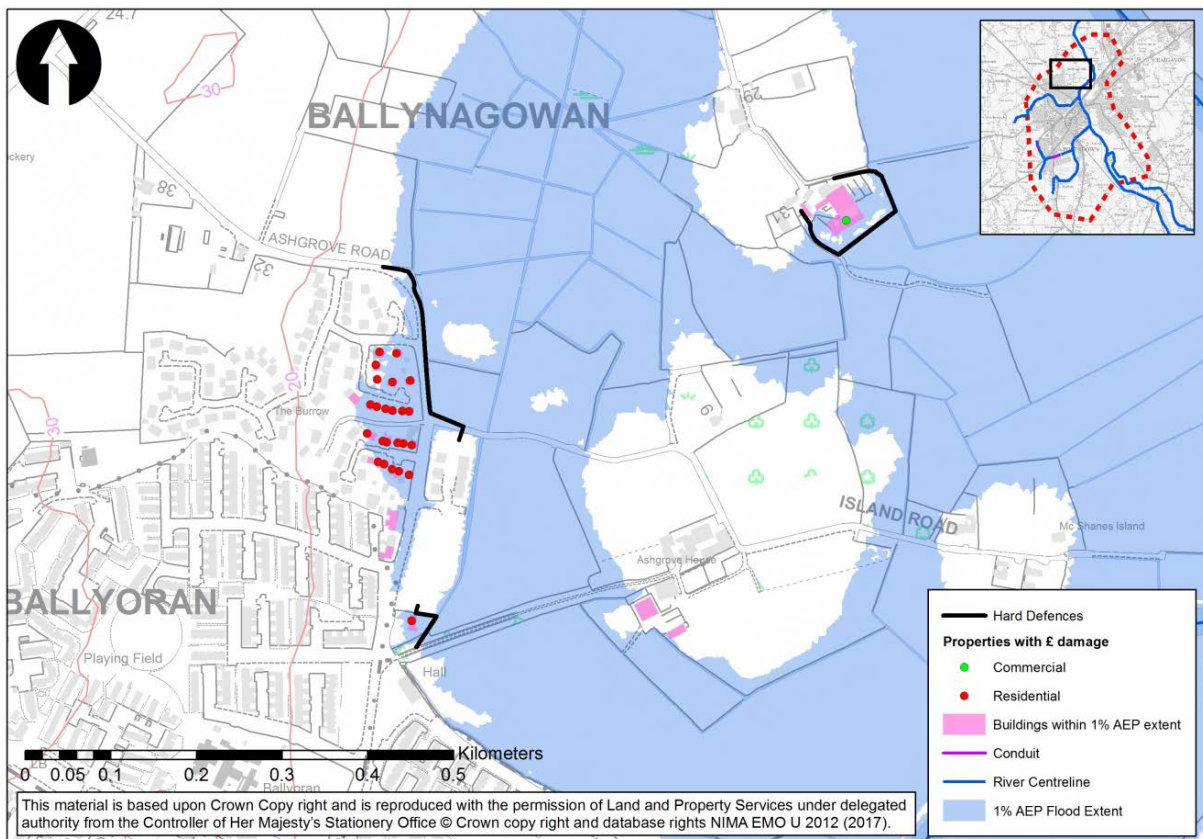 24.7
30
BALLYNAGOWAN
29
38
31
ASHGROVE ROAD
32
20
The Burrow
30
6
ISLAND ROAD
Mc Shanes Island
Ashgrove House
BALLYORAN
Playing Field
Hall
Ballyoran
Kilometers
0 0.05 0.1 0.2 0.3 0.4 0.5
This material is based upon Crown Copy right and is reproduced with the permission of Land and Property Services under delegated
authority from the Controller of Her Majesty's Stationery Office © Crown copy right and database rights NIMA EMO U 2012 (2017).
Hard Defences
Properties with £ damage
Commercial
Residential
Buildings within 1% AEP extent
Conduit
River Centreline
1% AEP Flood Extent